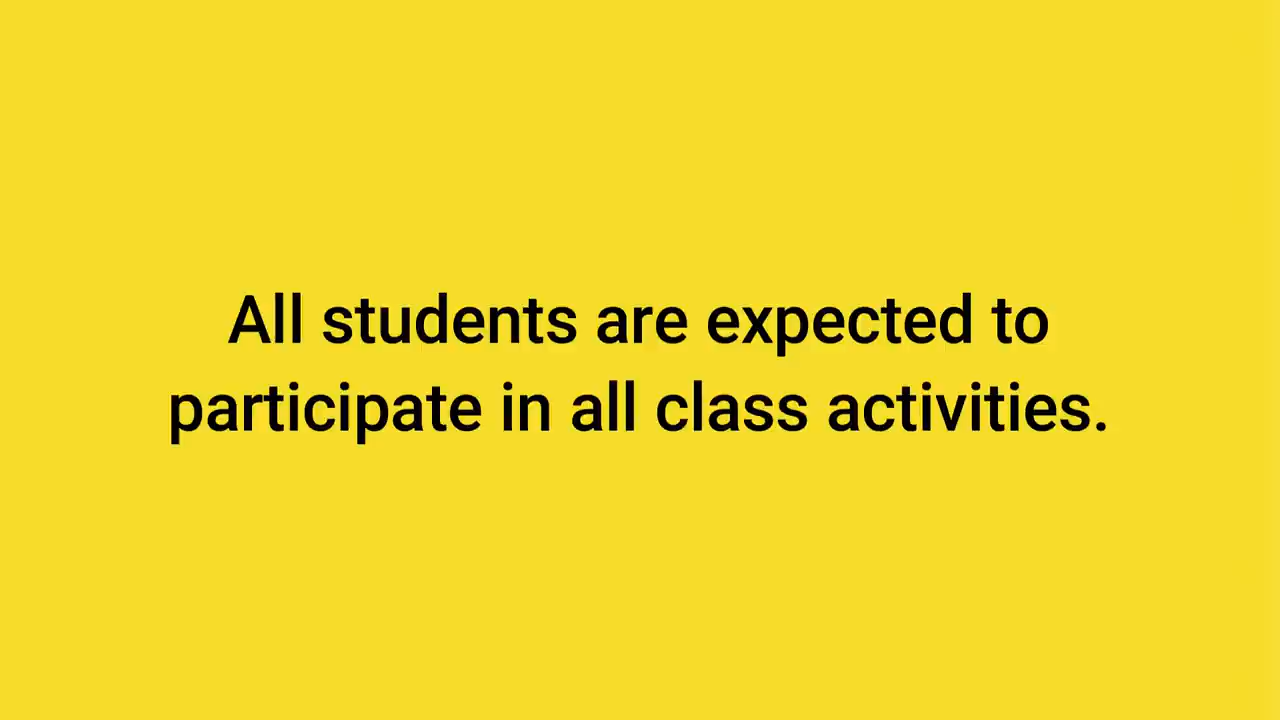 All students are expected to
participate in all class activities.